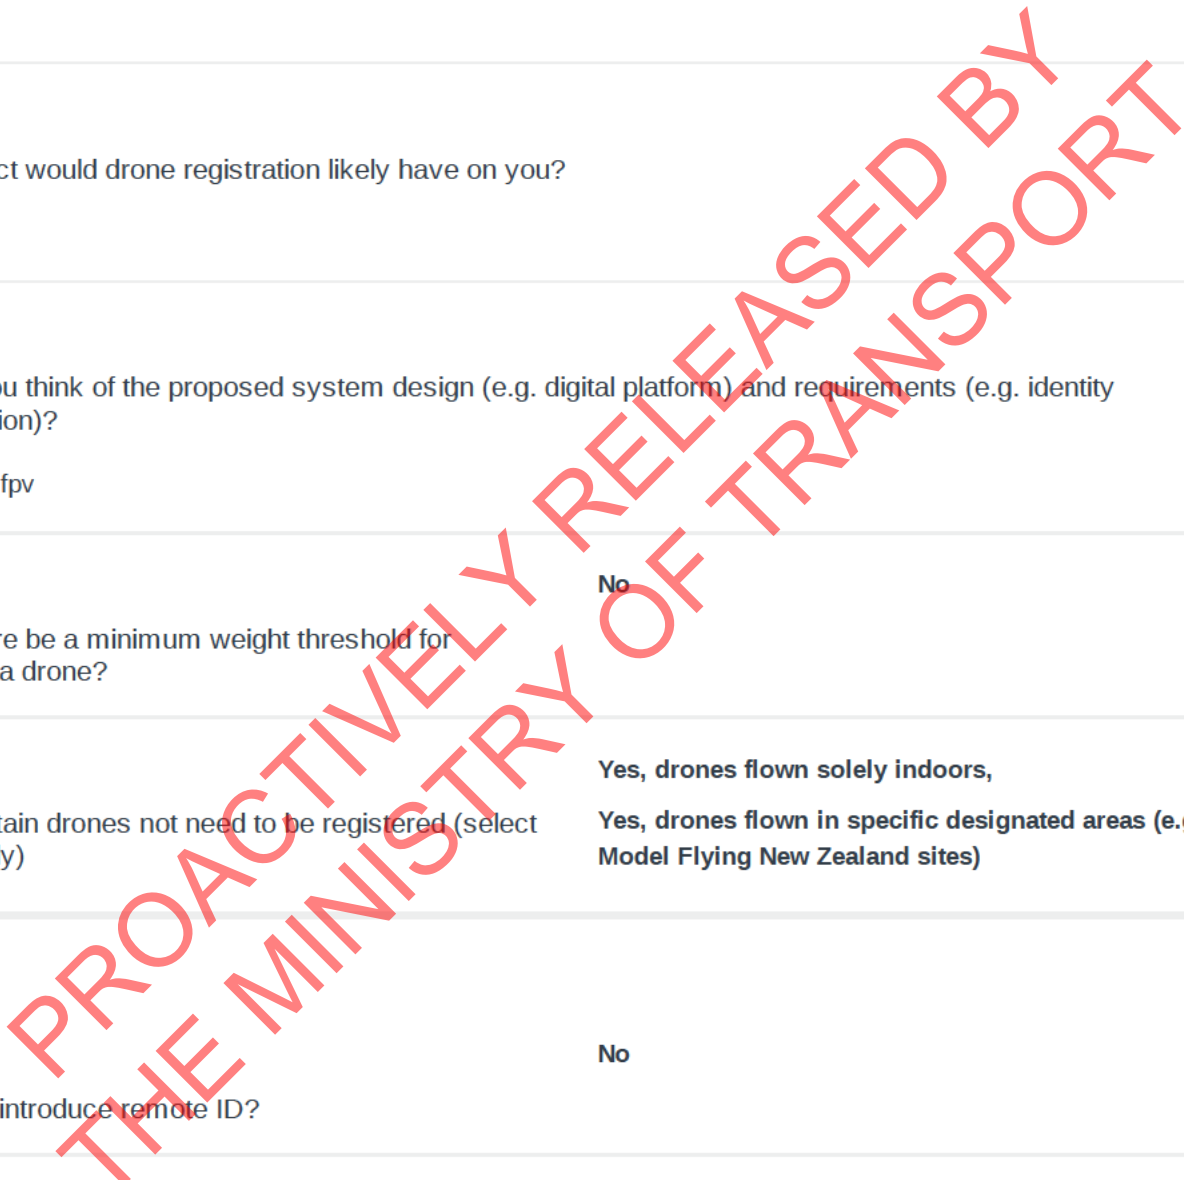 ct would drone registration likely have on you?
ou think of the proposed system design (e.g. digital platform) and requirements (e.g. identity
ion)?
fpv
No
re be a minimum weight threshold for
a drone?
Yes, drones flown solely indoors,
Yes, drones flown in specific designated areas (e.g
Model Flying New Zealand sites)
tain drones not need to be registered (select
ly)
No
introduce remote ID?
PROACTIVELY RELEASED BY
THE MINISTRY OF TRANSPORT